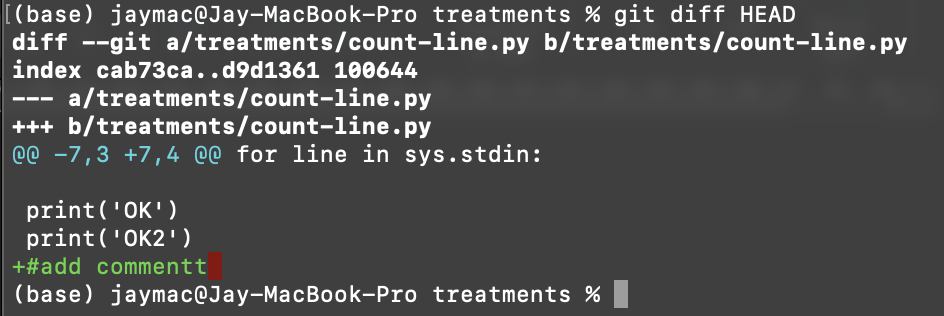 (base) jaymac@Jay-MacBook-Pro treatments % git diff HEAD
diff --git a/treatments/count-line.py b/treatments/count-line.py
index cab73ca..d9d1361 100644
--- a/treatments/count-line.py
+++ b/treatments/count-line.py
@@ -7,3 +7,4 @@ for line in sys.stdin:
print('OK')
print('OK2')
+#add commentt
(base) jaymac@Jay-MacBook-Pro treatments %